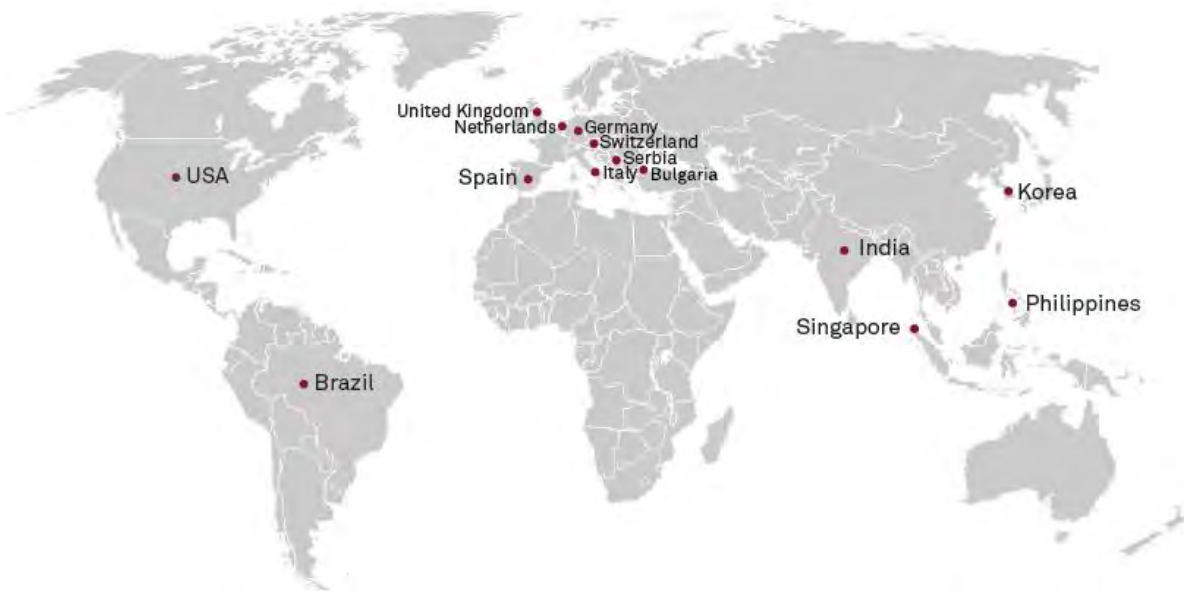 United Kingdom
Netherlands
Germany
Switzerland
Serbia
USA
Spain
Italy
Bulgaria
Korea
India
Philippines
Singapore
Brazil